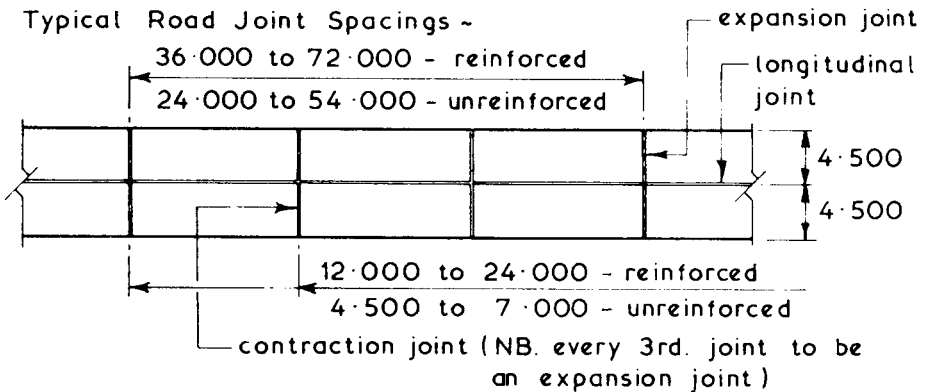 Typical Road Joint Spacings ~
expansion joint
36·000 to 72·000 - reinforced
longitudinal
joint
24·000 to 54·000 - unreinforced
4·500
4·500
12·000 to 24·000 - reinforced
4·500 to 7·000 - unreinforced
contraction joint (NB. every 3rd. joint to be
an expansion joint)